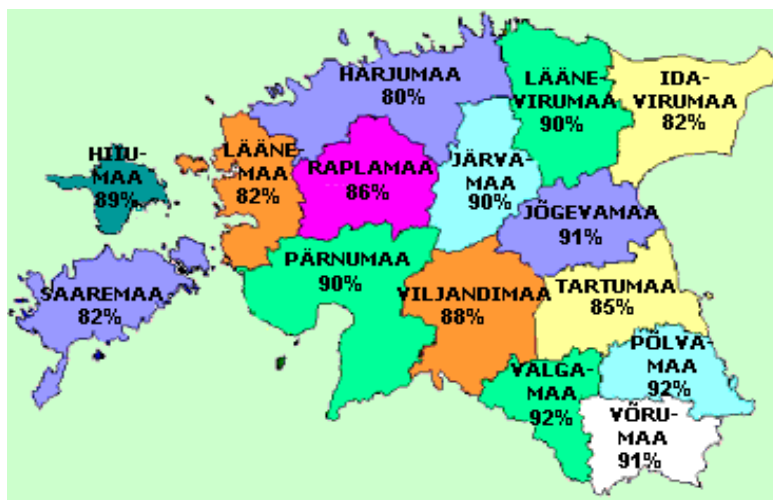 HARJUMAA
80%
LÄÄNE-
VIRUMAA
90%
IDA-
VIRUMAA
82%
HIIU-
MAA
89%
LÄÄNE-
MAA
82%
RAPLAMAA
86%
JÄRVA-
MAA
90%
JÕGEVAMAA
91%
SAAREMAA
82%
PÄRNUMAA
90%
VILJANDIMAA
88%
TARTUMAA
85%
PÕLVA-
MAA
92%
VALGA-
MAA
92%
VÕRU-
MAA
91%